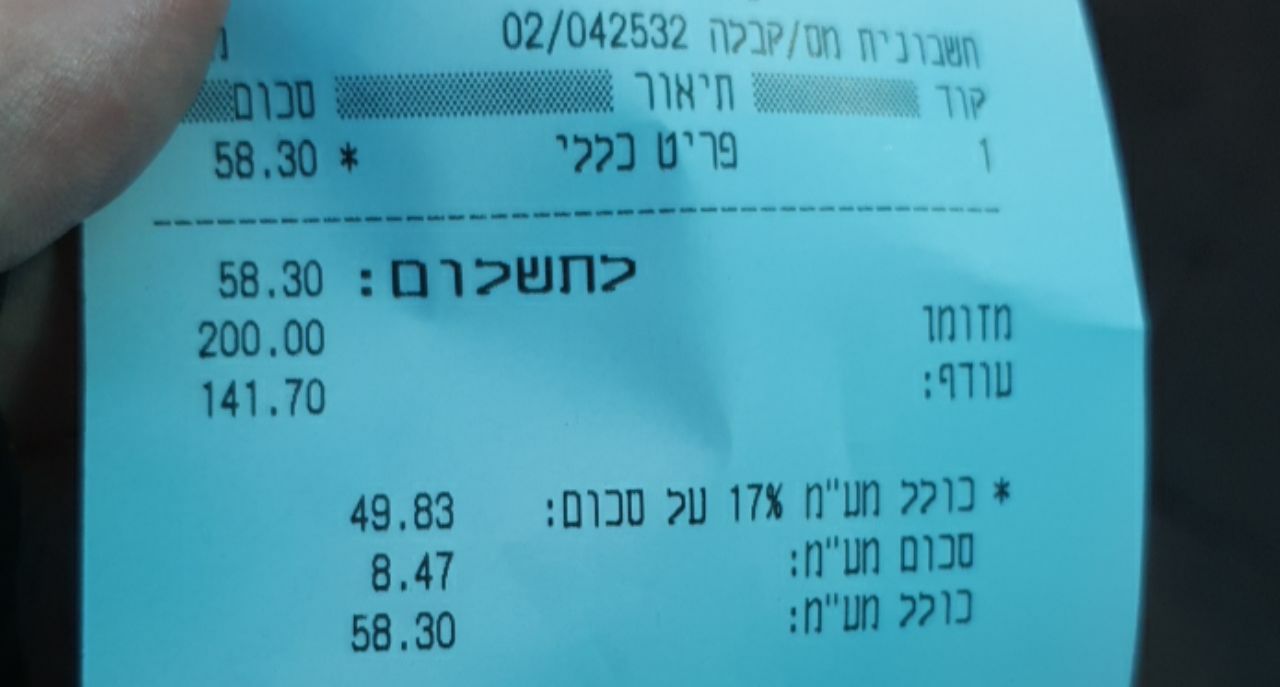 חשבונית מס/קבלה 02/042532
קוד תיאור סכום
1 פריט כללי * 58.30
לתשלום: 58.30
מזומן 200.00
עודף: 141.70
* כולל מע"מ 17% על סכום: 49.83
סכום מע"מ: 8.47
כולל מע"מ: 58.30